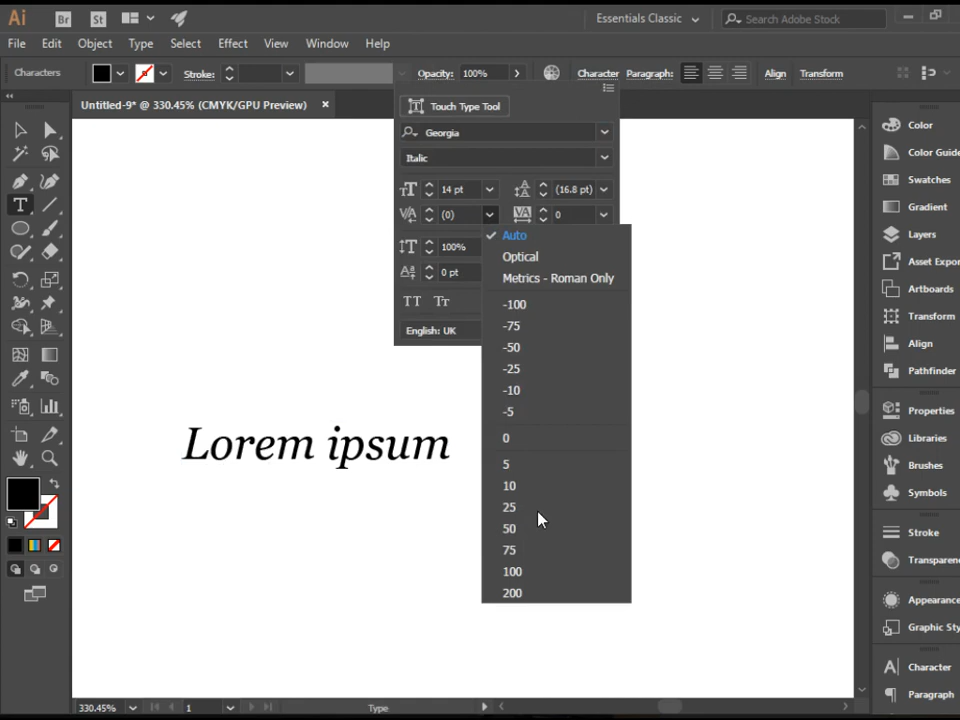 Ai Br St Essentials Classic Search Adobe Stock
File Edit Object Type Select Effect View Window Help
Characters Stroke: Opacity: 100% Character Paragraph: Align Transform
Untitled-9* @ 330.45% (CMYK/GPU Preview) ×
Touch Type Tool
Georgia
Italic
14 pt (16.8 pt)
(0) 0
100%
0 pt
TT Tr
English: UK
Auto
Optical
Metrics - Roman Only
-100
-75
-50
-25
-10
-5
0
5
10
25
50
75
100
200
Lorem ipsum
Color
Color Guide
Swatches
Gradient
Layers
Asset Expor
Artboards
Transform
Align
Pathfinder
Properties
Libraries
Brushes
Symbols
Stroke
Transparen
Appearance
Graphic Sty
Character
Paragraph
330.45% 1 Type